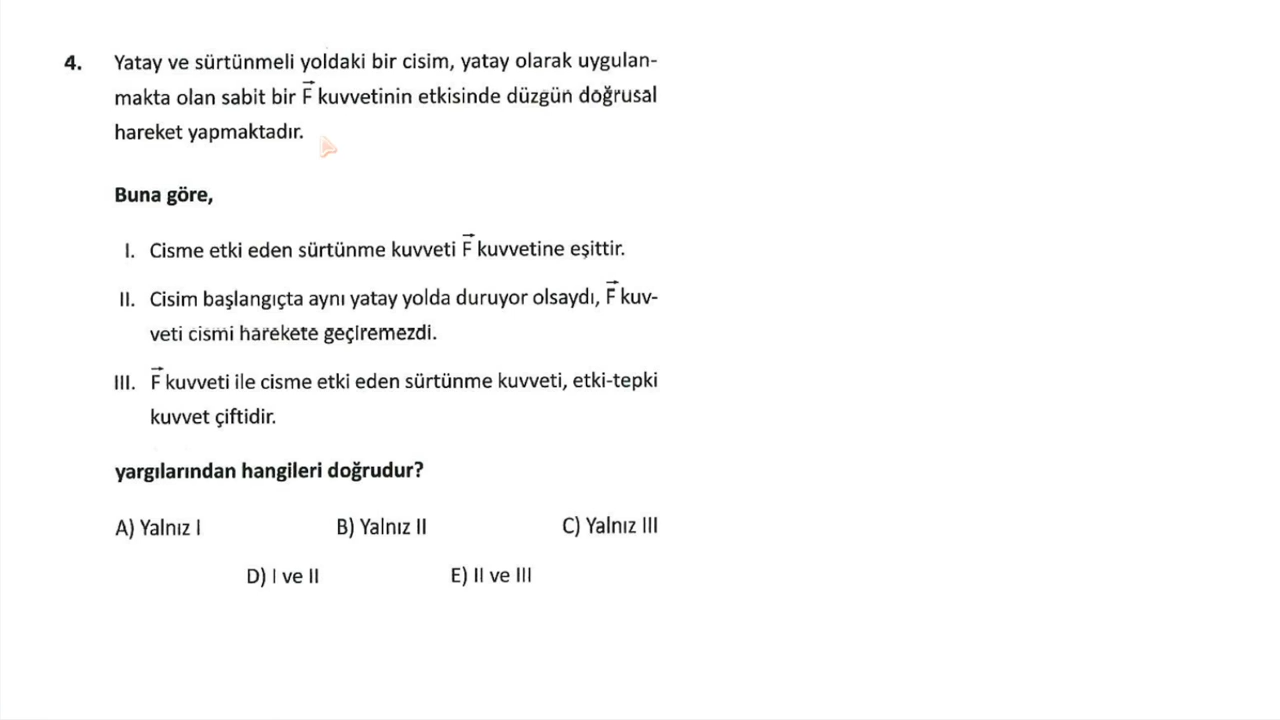 4. Yatay ve sürtünmeli yoldaki bir cisim, yatay olarak uygulan-
makta olan sabit bir F⃗ kuvvetinin etkisinde düzgün doğrusal
hareket yapmaktadır.
Buna göre,
I. Cisme etki eden sürtünme kuvveti F⃗ kuvvetine eşittir.
II. Cisim başlangıçta aynı yatay yolda duruyor olsaydı, F⃗ kuv-
veti cismi harekete geçiremezdi.
III. F⃗ kuvveti ile cisme etki eden sürtünme kuvveti, etki-tepki
kuvvet çiftidir.
yargılarından hangileri doğrudur?
A) Yalnız I B) Yalnız II C) Yalnız III
D) I ve II E) II ve III